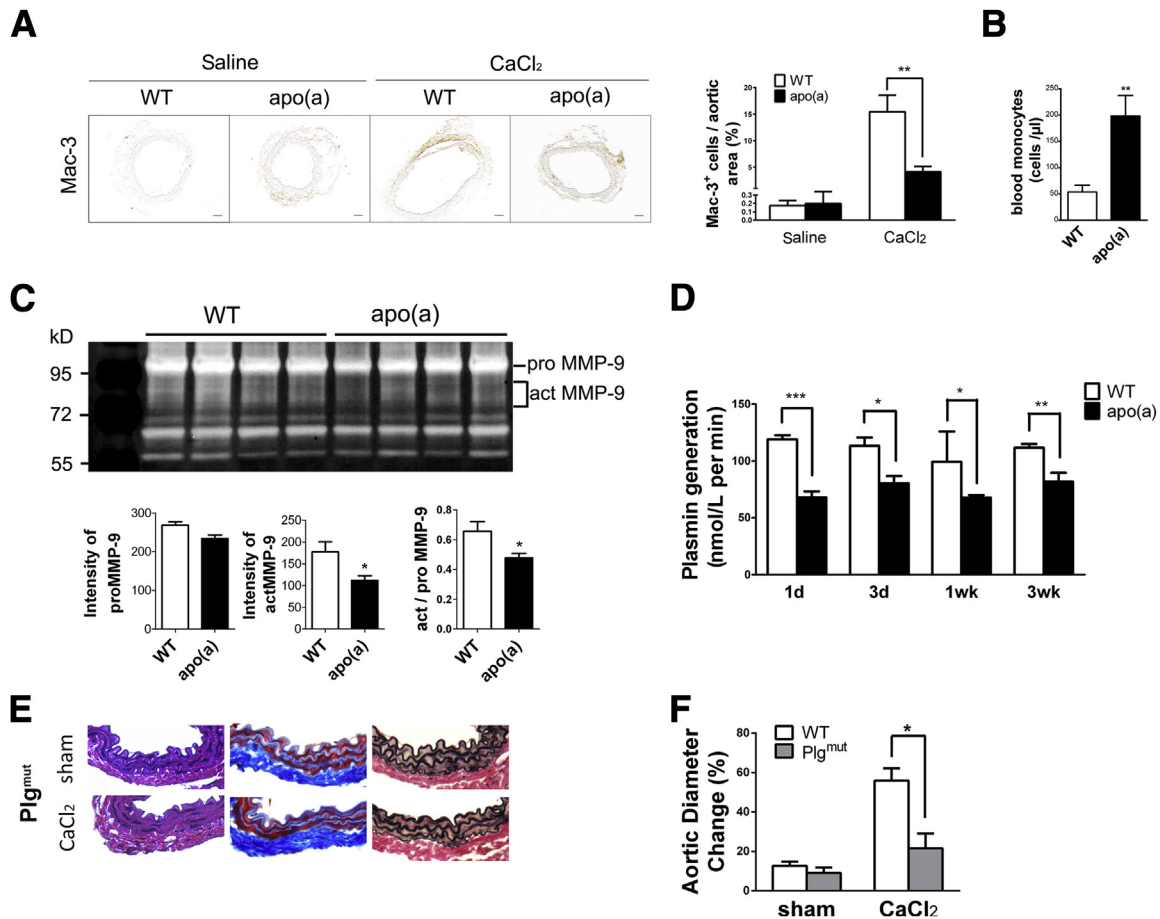 A
Saline
CaCl₂
WT
apo(a)
WT
apo(a)
Mac-3
Mac-3⁺ cells / aortic
area (%)
WT
apo(a)
**
20
15
10
5
0.3
0.2
0.1
0.0
Saline
CaCl₂
B
blood monocytes
(cells /µl)
**
250
200
150
100
50
0
WT
apo(a)
C
WT
apo(a)
kD
95
72
55
pro MMP-9
act MMP-9
Intensity of
proMMP-9
300
200
100
0
WT
apo(a)
Intensity of
actMMP-9
250
200
150
100
50
0
*
WT
apo(a)
act / pro MMP-9
0.8
0.6
0.4
0.2
0.0
*
WT
apo(a)
D
Plasmin generation
(nmol/L per min)
WT
apo(a)
150
100
50
0
***
*
*
**
1d
3d
1wk
3wk
E
Plgᵐᵘᵗ
sham
CaCl₂
F
Aortic Diameter
Change (%)
WT
Plgᵐᵘᵗ
*
80
60
40
20
0
sham
CaCl₂